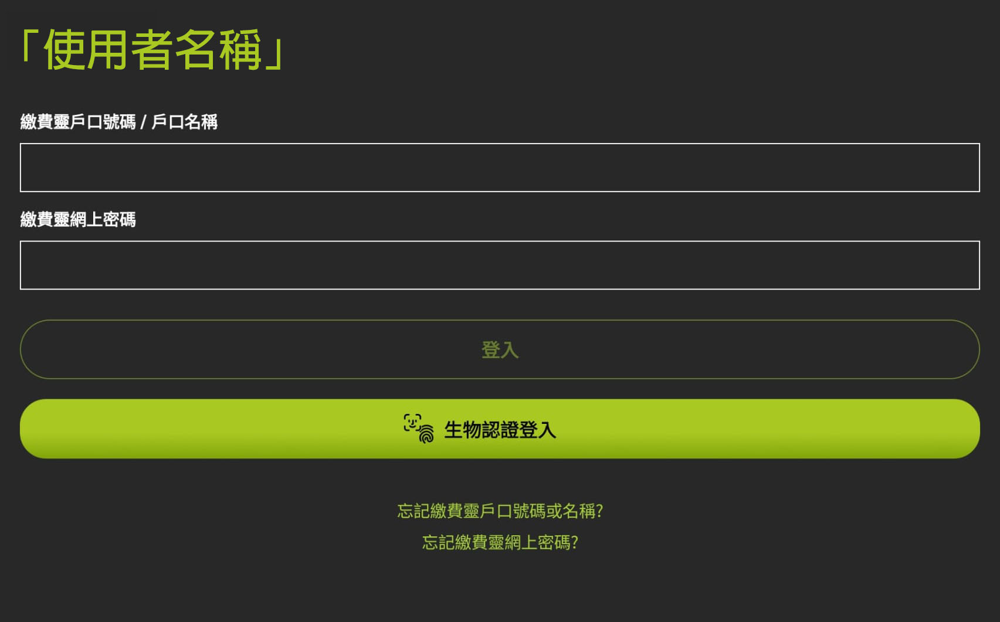 「使用者名稱」
繳費靈戶口號碼 / 戶口名稱
繳費靈網上密碼
登入
生物認證登入
忘記繳費靈戶口號碼或名稱?
忘記繳費靈網上密碼?